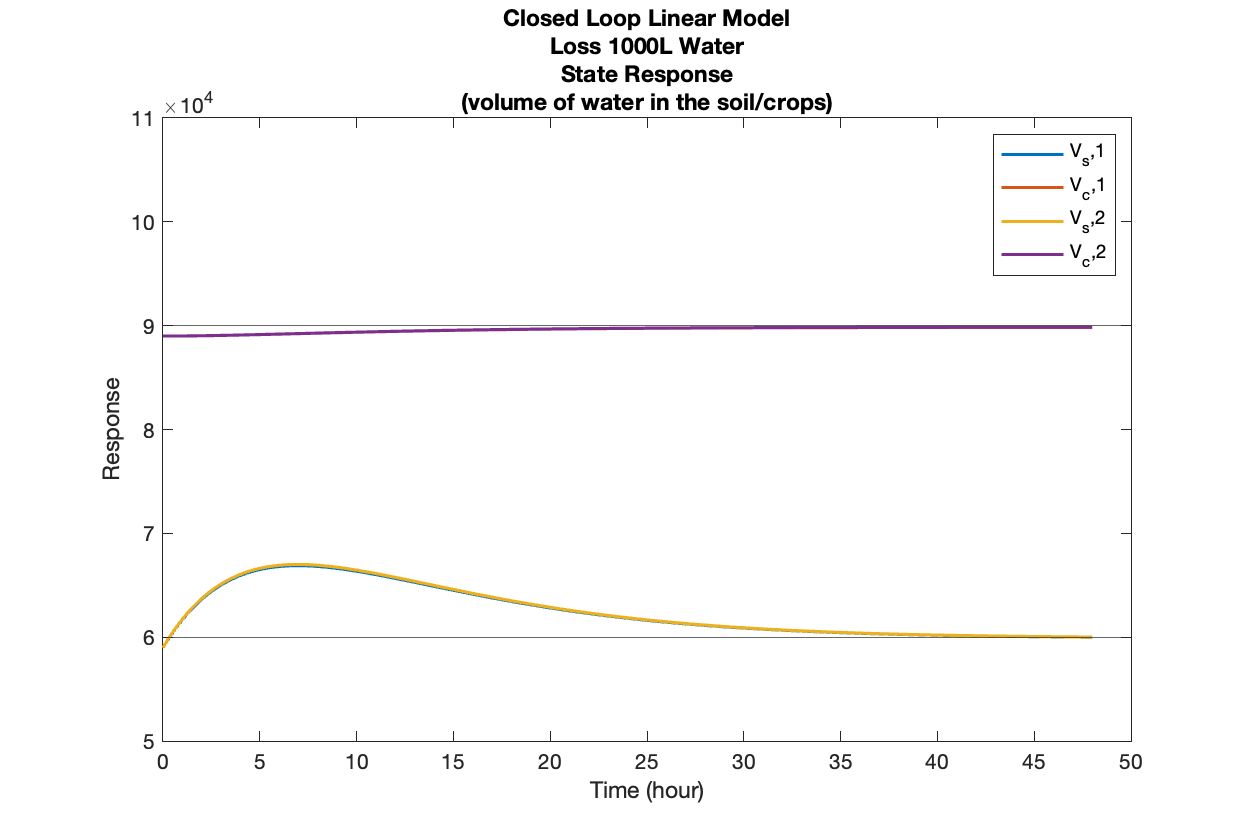 Closed Loop Linear Model
Loss 1000L Water
State Response
(volume of water in the soil/crops)
×10⁴
11
10
9
8
7
6
5
Response
0 5 10 15 20 25 30 35 40 45 50
Time (hour)
V_s,1
V_c,1
V_s,2
V_c,2